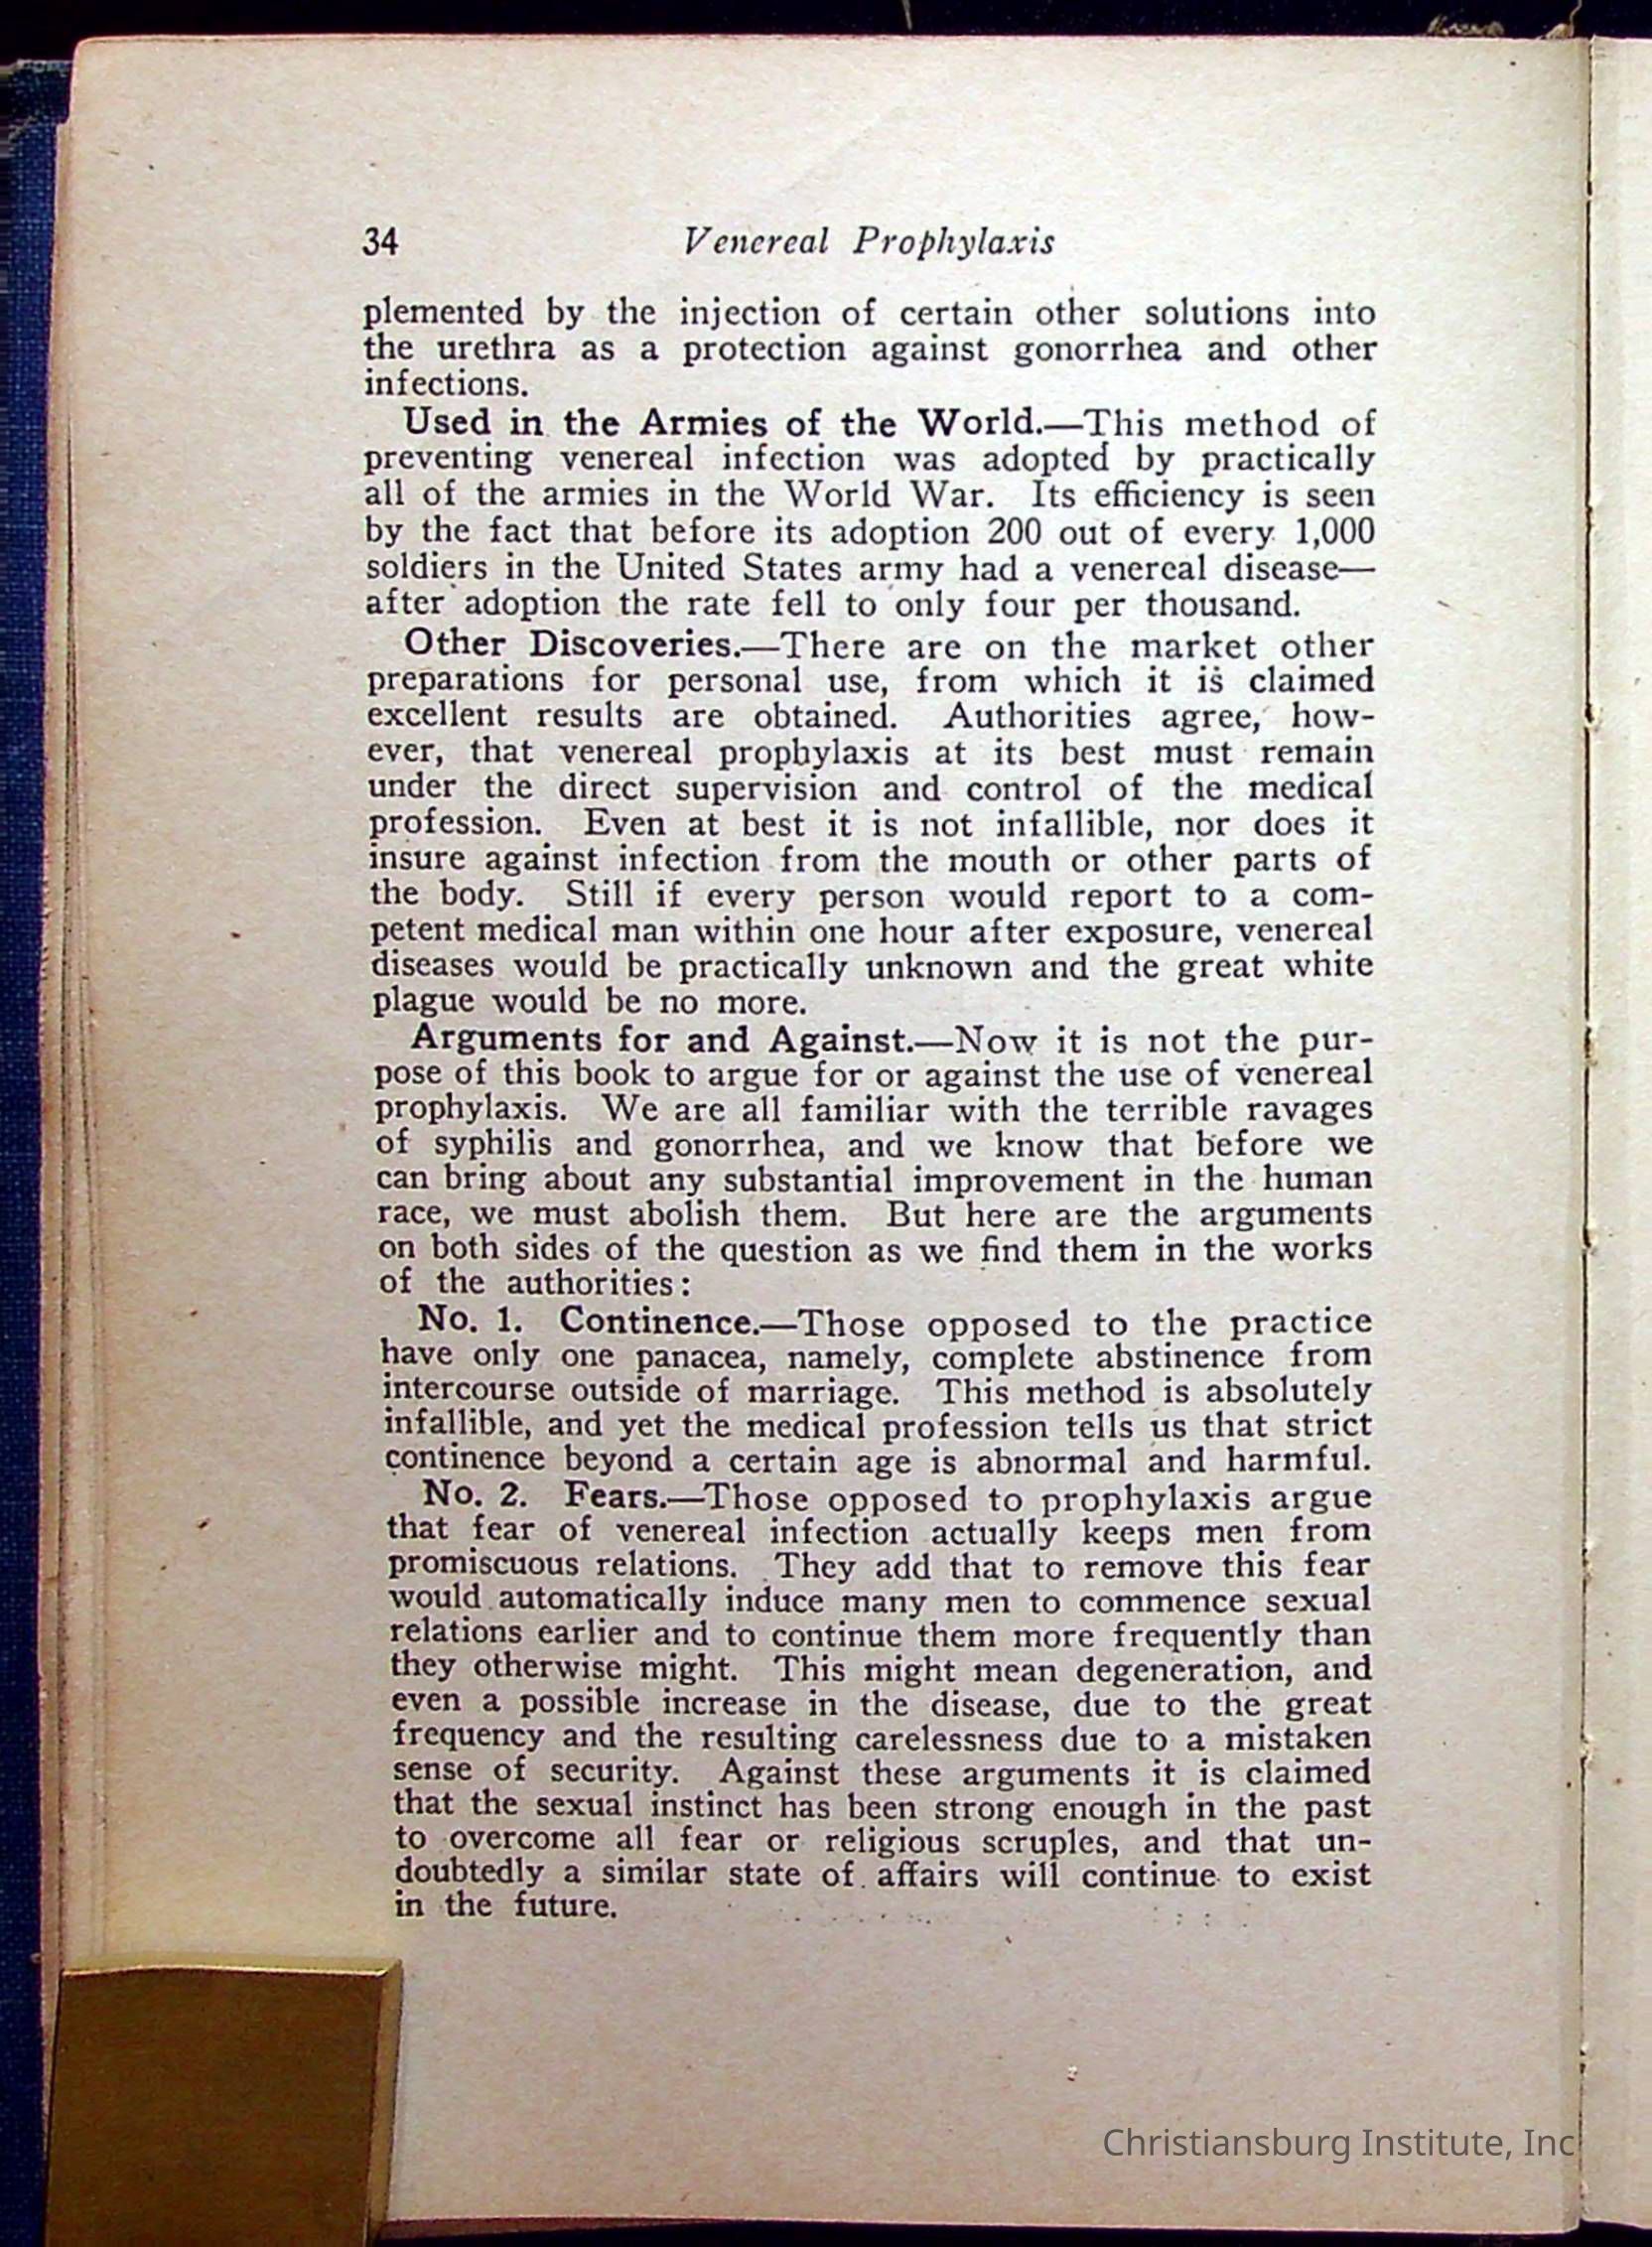 34 Venereal Prophylaxis
plemented by the injection of certain other solutions into
the urethra as a protection against gonorrhea and other
infections.
Used in the Armies of the World.—This method of
preventing venereal infection was adopted by practically
all of the armies in the World War. Its efficiency is seen
by the fact that before its adoption 200 out of every 1,000
soldiers in the United States army had a venereal disease—
after adoption the rate fell to only four per thousand.
Other Discoveries.—There are on the market other
preparations for personal use, from which it is claimed
excellent results are obtained. Authorities agree, how-
ever, that venereal prophylaxis at its best must remain
under the direct supervision and control of the medical
profession. Even at best it is not infallible, nor does it
insure against infection from the mouth or other parts of
the body. Still if every person would report to a com-
petent medical man within one hour after exposure, venereal
diseases would be practically unknown and the great white
plague would be no more.
Arguments for and Against.—Now it is not the pur-
pose of this book to argue for or against the use of venereal
prophylaxis. We are all familiar with the terrible ravages
of syphilis and gonorrhea, and we know that before we
can bring about any substantial improvement in the human
race, we must abolish them. But here are the arguments
on both sides of the question as we find them in the works
of the authorities:
No. 1. Continence.—Those opposed to the practice
have only one panacea, namely, complete abstinence from
intercourse outside of marriage. This method is absolutely
infallible, and yet the medical profession tells us that strict
continence beyond a certain age is abnormal and harmful.
No. 2. Fears.—Those opposed to prophylaxis argue
that fear of venereal infection actually keeps men from
promiscuous relations. They add that to remove this fear
would automatically induce many men to commence sexual
relations earlier and to continue them more frequently than
they otherwise might. This might mean degeneration, and
even a possible increase in the disease, due to the great
frequency and the resulting carelessness due to a mistaken
sense of security. Against these arguments it is claimed
that the sexual instinct has been strong enough in the past
to overcome all fear or religious scruples, and that un-
doubtedly a similar state of affairs will continue to exist
in the future.
Christiansburg Institute, Inc